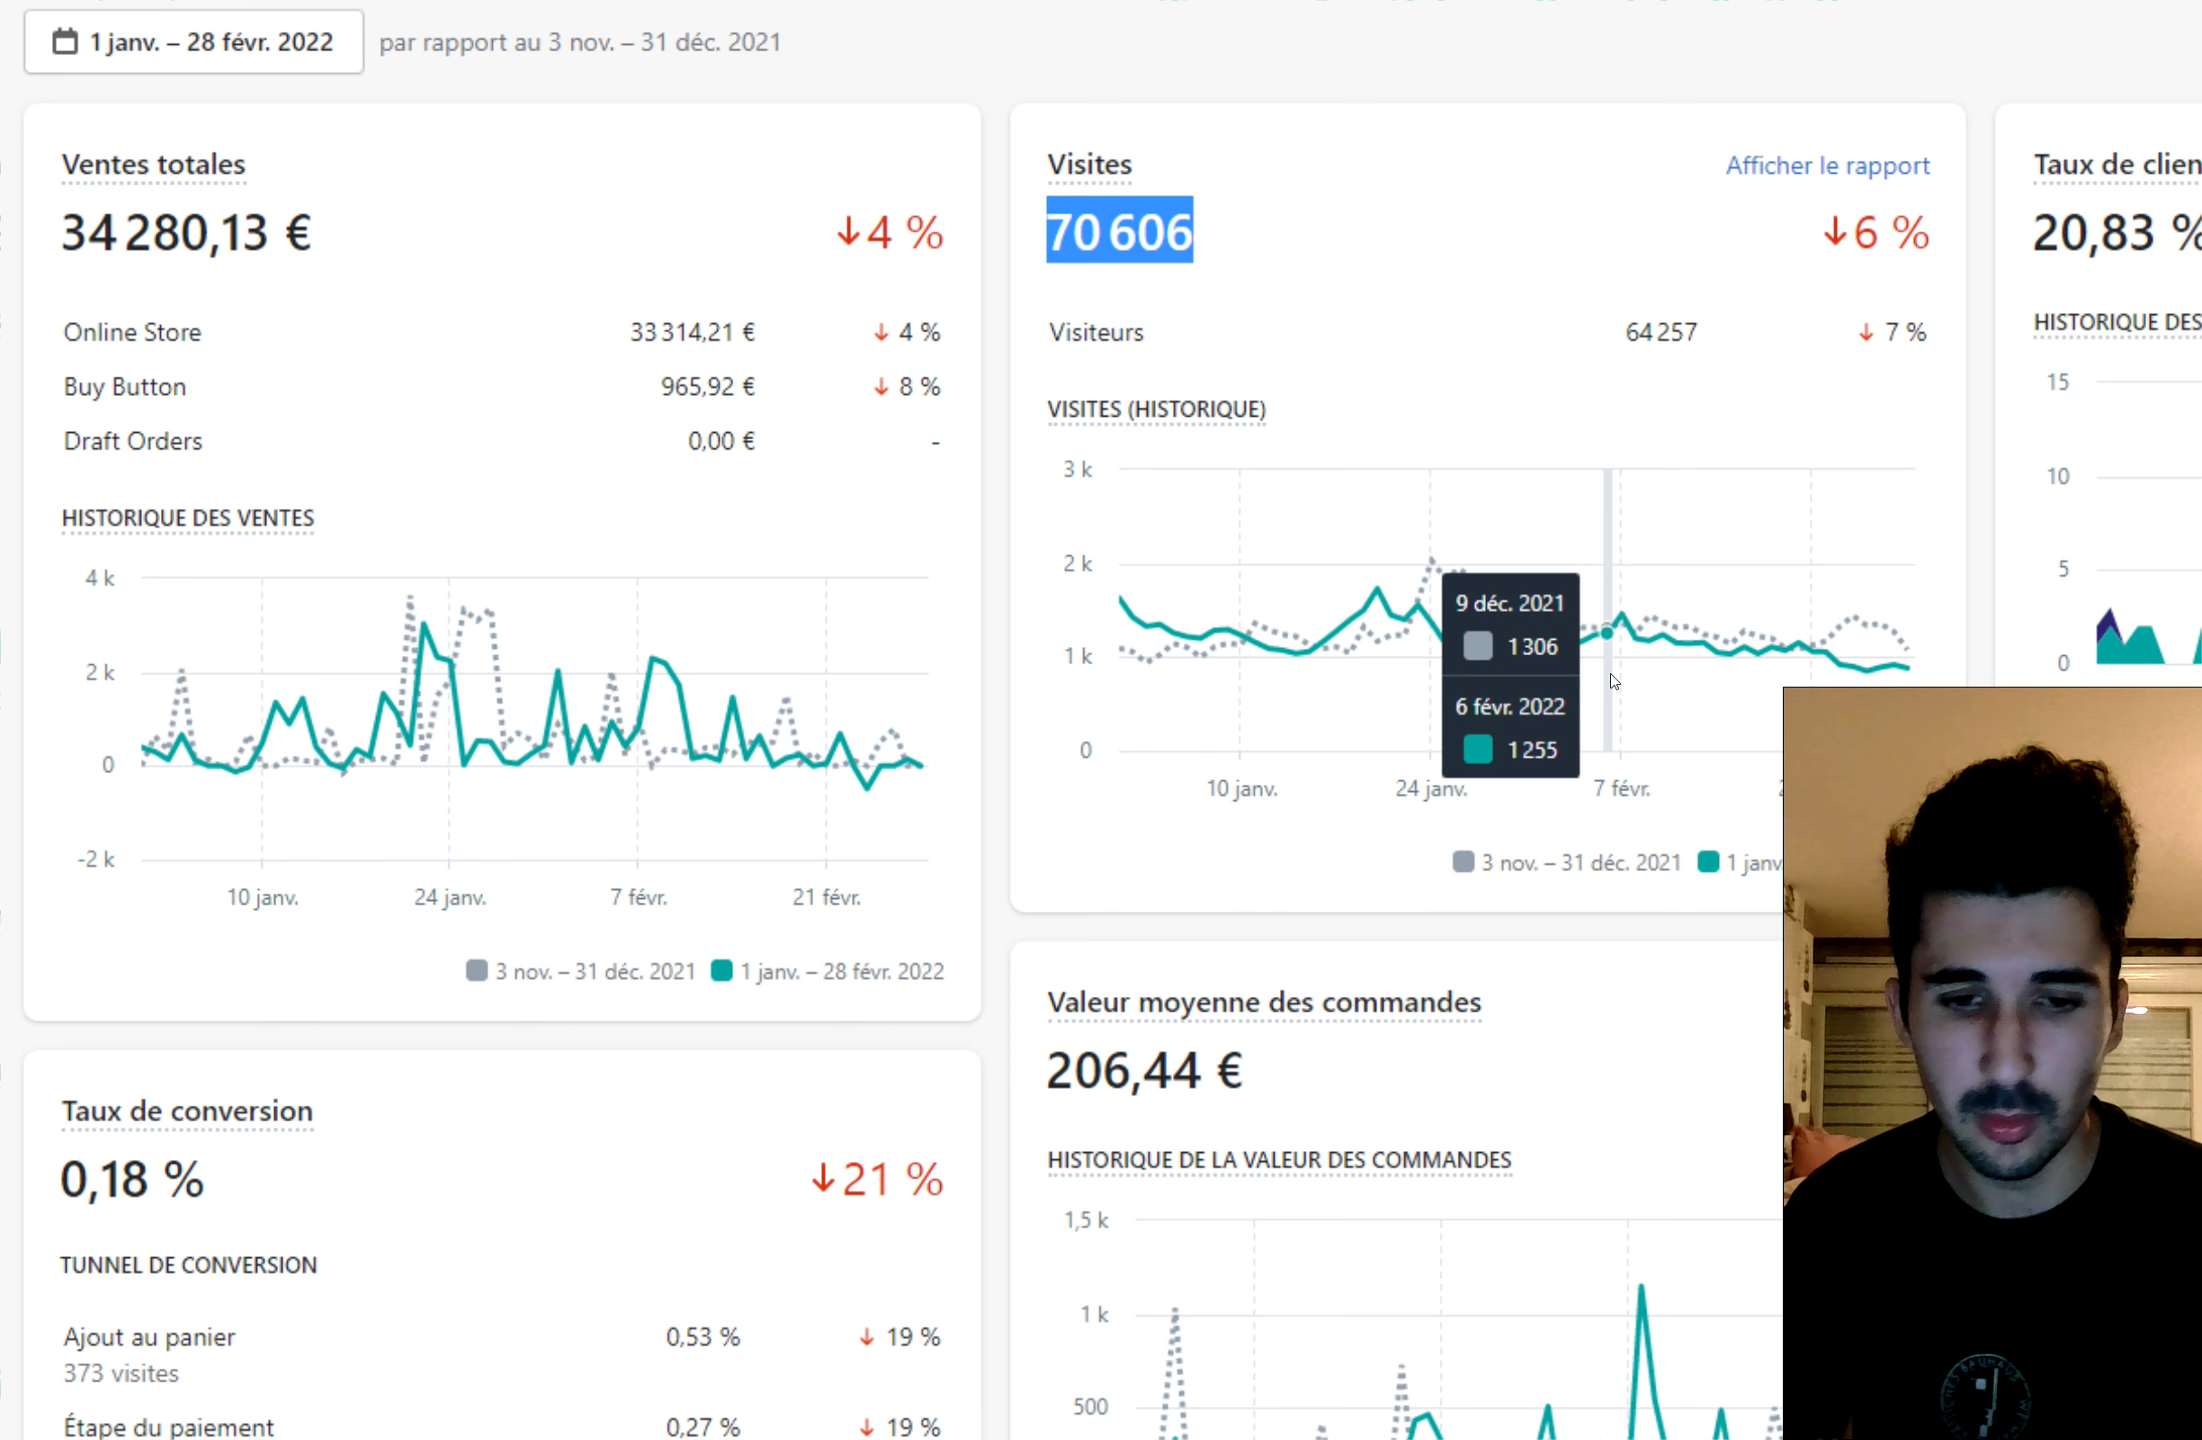 1 janv. – 28 févr. 2022 par rapport au 3 nov. – 31 déc. 2021
Ventes totales
34 280,13 € ↓4 %
Online Store 33 314,21 € ↓ 4 %
Buy Button 965,92 € ↓ 8 %
Draft Orders 0,00 € -
HISTORIQUE DES VENTES
4 k
2 k
0
-2 k
10 janv. 24 janv. 7 févr. 21 févr.
3 nov. – 31 déc. 2021 1 janv. – 28 févr. 2022
Visites Afficher le rapport
70 606 ↓6 %
Visiteurs 64 257 ↓ 7 %
VISITES (HISTORIQUE)
3 k
2 k
1 k
0
9 déc. 2021
1 306
6 févr. 2022
1 255
10 janv. 24 janv. 7 févr.
3 nov. – 31 déc. 2021 1 janv
Taux de clien
20,83 %
HISTORIQUE DES
15
10
5
0
Taux de conversion
0,18 % ↓21 %
TUNNEL DE CONVERSION
Ajout au panier 0,53 % ↓ 19 %
373 visites
Étape du paiement 0,27 % ↓ 19 %
Valeur moyenne des commandes
206,44 €
HISTORIQUE DE LA VALEUR DES COMMANDES
1,5 k
1 k
500
BAUHAUS